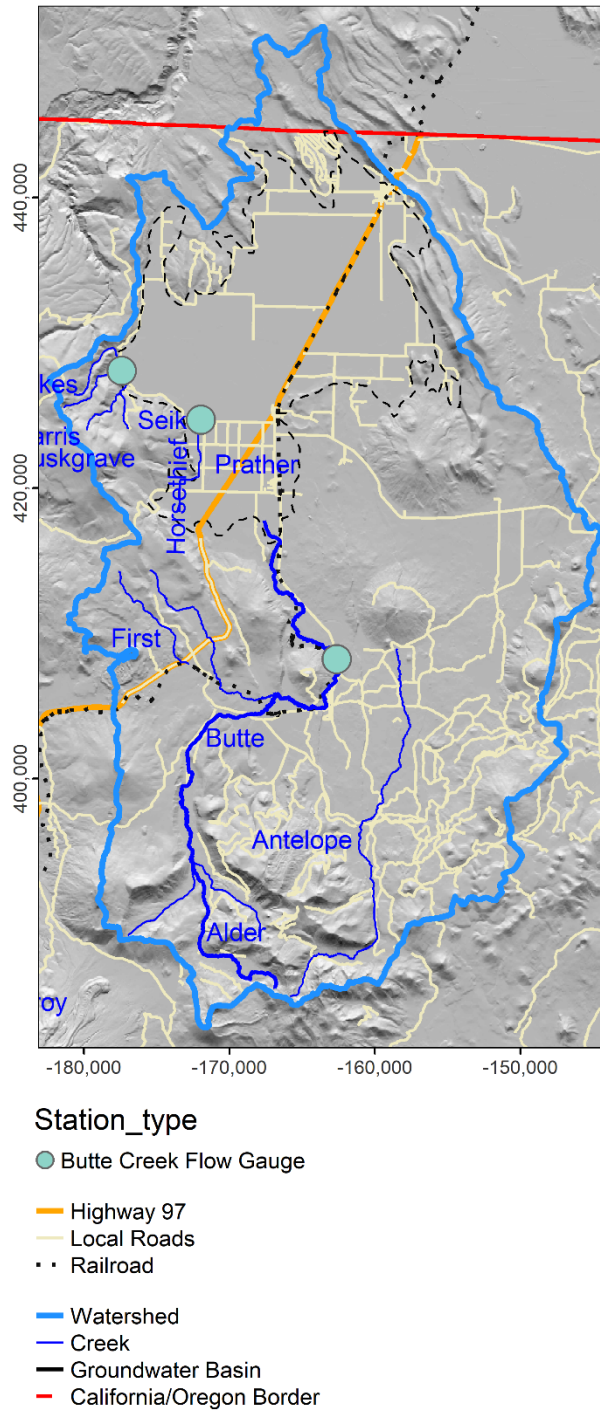 440,000
kes
Seik
arris
uskgrave
Prather
Horsethief
420,000
First
Butte
400,000
Antelope
Alder
roy
-180,000 -170,000 -160,000 -150,000
Station_type
Butte Creek Flow Gauge
Highway 97
Local Roads
Railroad
Watershed
Creek
Groundwater Basin
California/Oregon Border